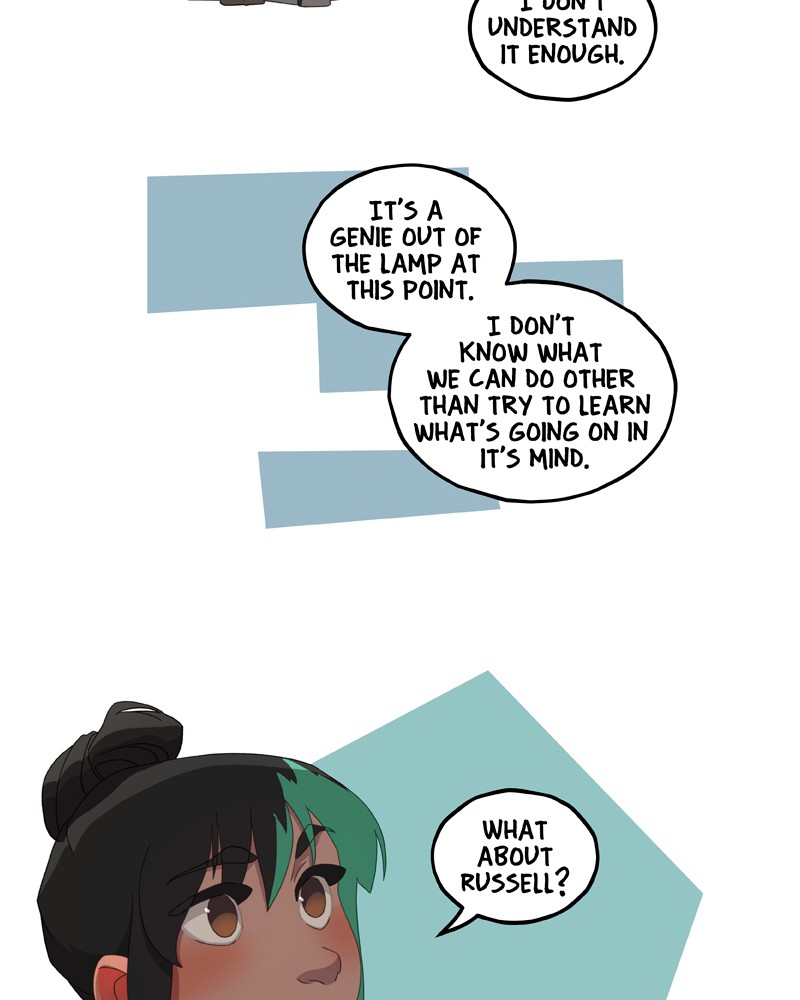 I DON'T
UNDERSTAND
IT ENOUGH.
IT'S A
GENIE OUT OF
THE LAMP AT
THIS POINT.
I DON'T
KNOW WHAT
WE CAN DO OTHER
THAN TRY TO LEARN
WHAT'S GOING ON IN
IT'S MIND.
WHAT
ABOUT
RUSSELL?